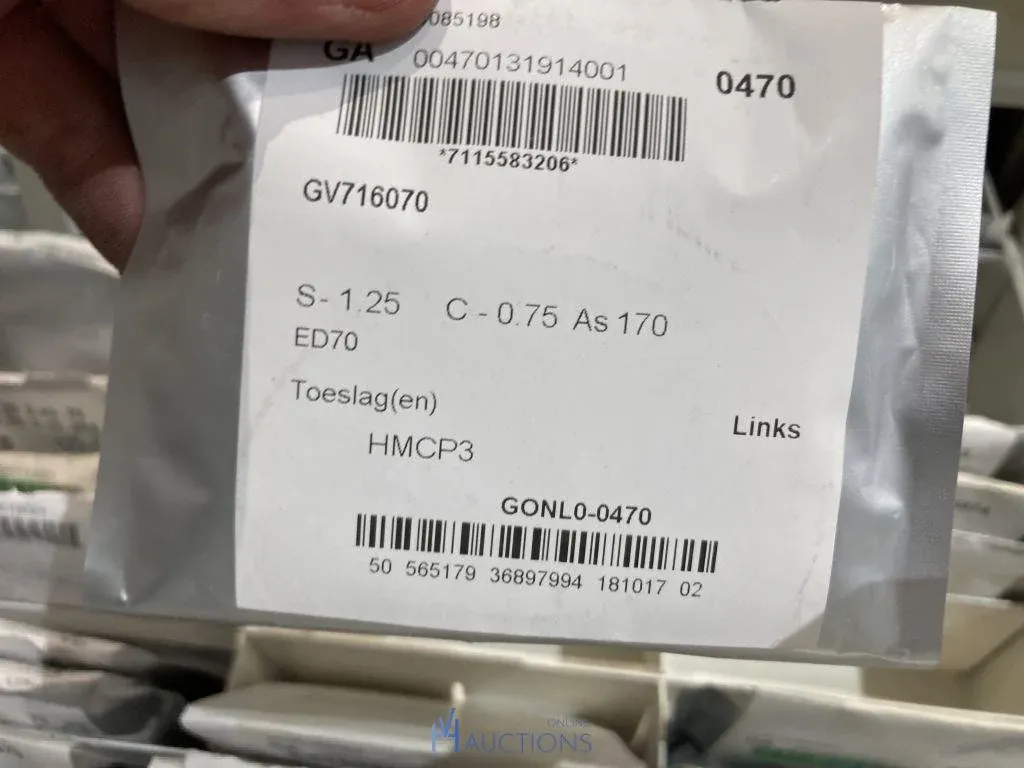 085198
GA 00470131914001 0470
*7115583206*
GV716070
S- 1.25 C - 0.75 As 170
ED70
Toeslag(en)
Links
HMCP3
GONL0-0470
50 565179 36897994 181017 02
ONLINE
AUCTIONS